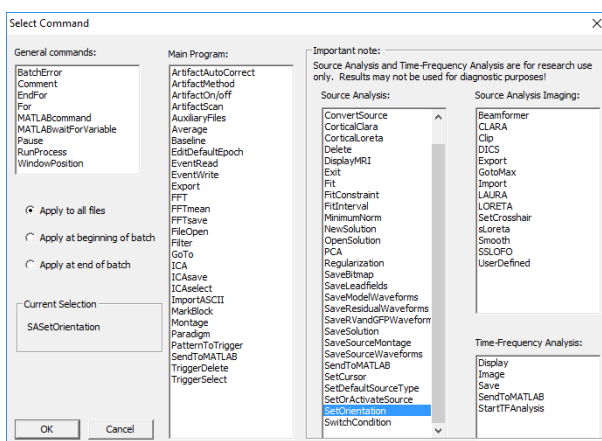 Select Command
General commands:
BatchError
Comment
EndFor
For
MATLABcommand
MATLABwaitForVariable
Pause
RunProcess
WindowPosition
Apply to all files
Apply at beginning of batch
Apply at end of batch
Current Selection
SASetOrientation
OK
Cancel
Main Program:
ArtifactAutoCorrect
ArtifactMethod
ArtifactOn/off
ArtifactScan
AuxiliaryFiles
Average
Baseline
EditDefaultEpoch
EventRead
EventWrite
Export
FFT
FFTmean
FFTsave
FileOpen
Filter
GoTo
ICA
ICAsave
ICAselect
ImportASCII
MarkBlock
Montage
Paradigm
PatternToTrigger
SendToMATLAB
TriggerDelete
TriggerSelect
Important note:
Source Analysis and Time-Frequency Analysis are for research use
only. Results may not be used for diagnostic purposes!
Source Analysis:
ConvertSource
CorticalClara
CorticalLoreta
Delete
DisplayMRI
Exit
Fit
FitConstraint
FitInterval
MinimumNorm
NewSolution
OpenSolution
PCA
Regularization
SaveBitmap
SaveLeadfields
SaveModelWaveforms
SaveResidualWaveforms
SaveRVandGFPWaveform
SaveSolution
SaveSourceMontage
SaveSourceWaveforms
SendToMATLAB
SetCursor
SetDefaultSourceType
SetOrActivateSource
SetOrientation
SwitchCondition
Source Analysis Imaging:
Beamformer
CLARA
Clip
DICS
Export
GotoMax
Import
LAURA
LORETA
SetCrosshair
sLoreta
Smooth
SSLOFO
UserDefined
Time-Frequency Analysis:
Display
Image
Save
SendToMATLAB
StartTFAnalysis